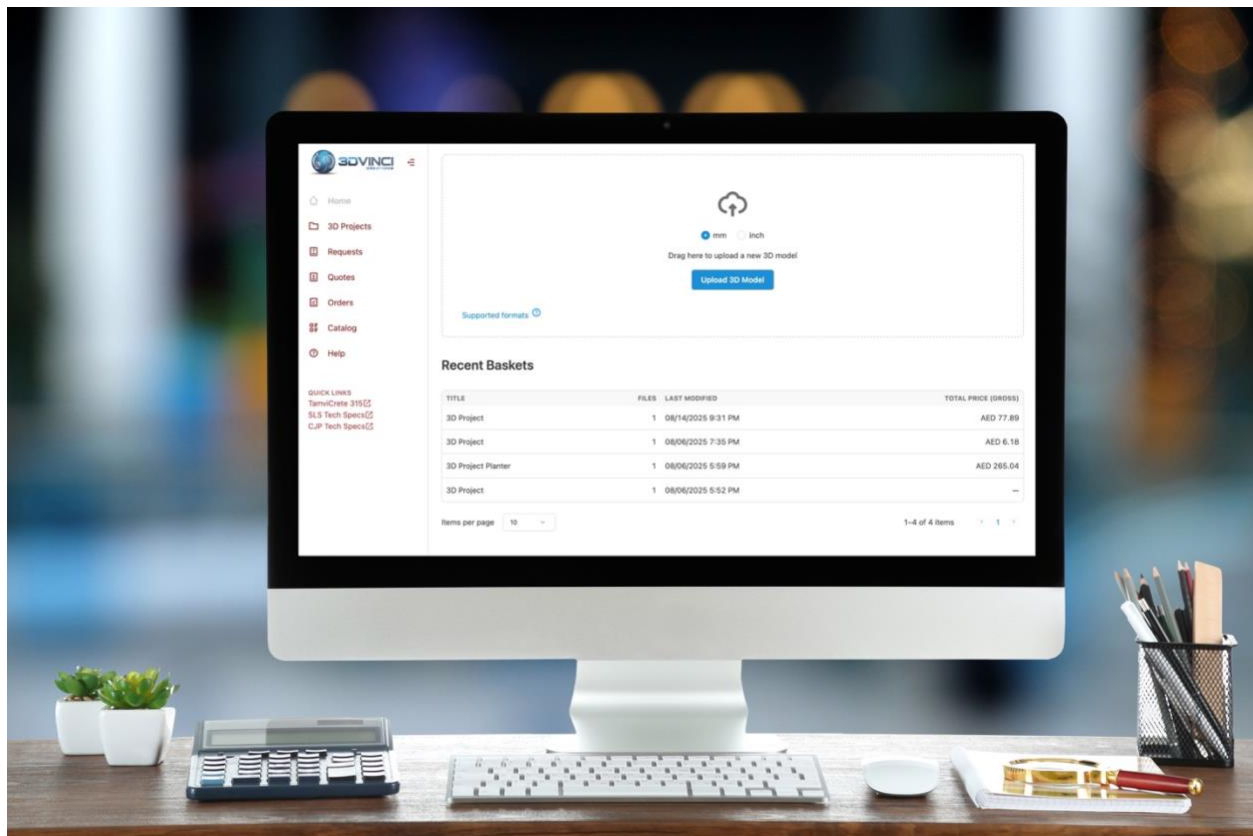 3DVINCI
CREATIONS
Home
3D Projects
Requests
Quotes
Orders
Catalog
Help
QUICK LINKS
TamviCrete 315
SLS Tech Specs
CJP Tech Specs
mm inch
Drag here to upload a new 3D model
Upload 3D Model
Supported formats
Recent Baskets
TITLE FILES LAST MODIFIED TOTAL PRICE (GROSS)
3D Project 1 08/14/2025 9:31 PM AED 77.89
3D Project 1 08/06/2025 7:35 PM AED 6.18
3D Project Planter 1 08/06/2025 5:59 PM AED 265.04
3D Project 1 08/06/2025 5:52 PM —
Items per page 10
1–4 of 4 items 1